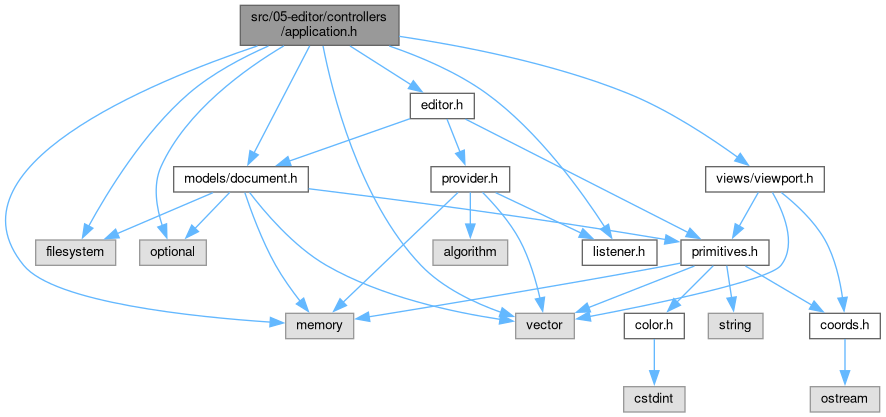 src/05-editor/controllers
/application.h
editor.h
models/document.h
provider.h
views/viewport.h
filesystem
optional
algorithm
listener.h
primitives.h
memory
vector
color.h
string
coords.h
cstdint
ostream